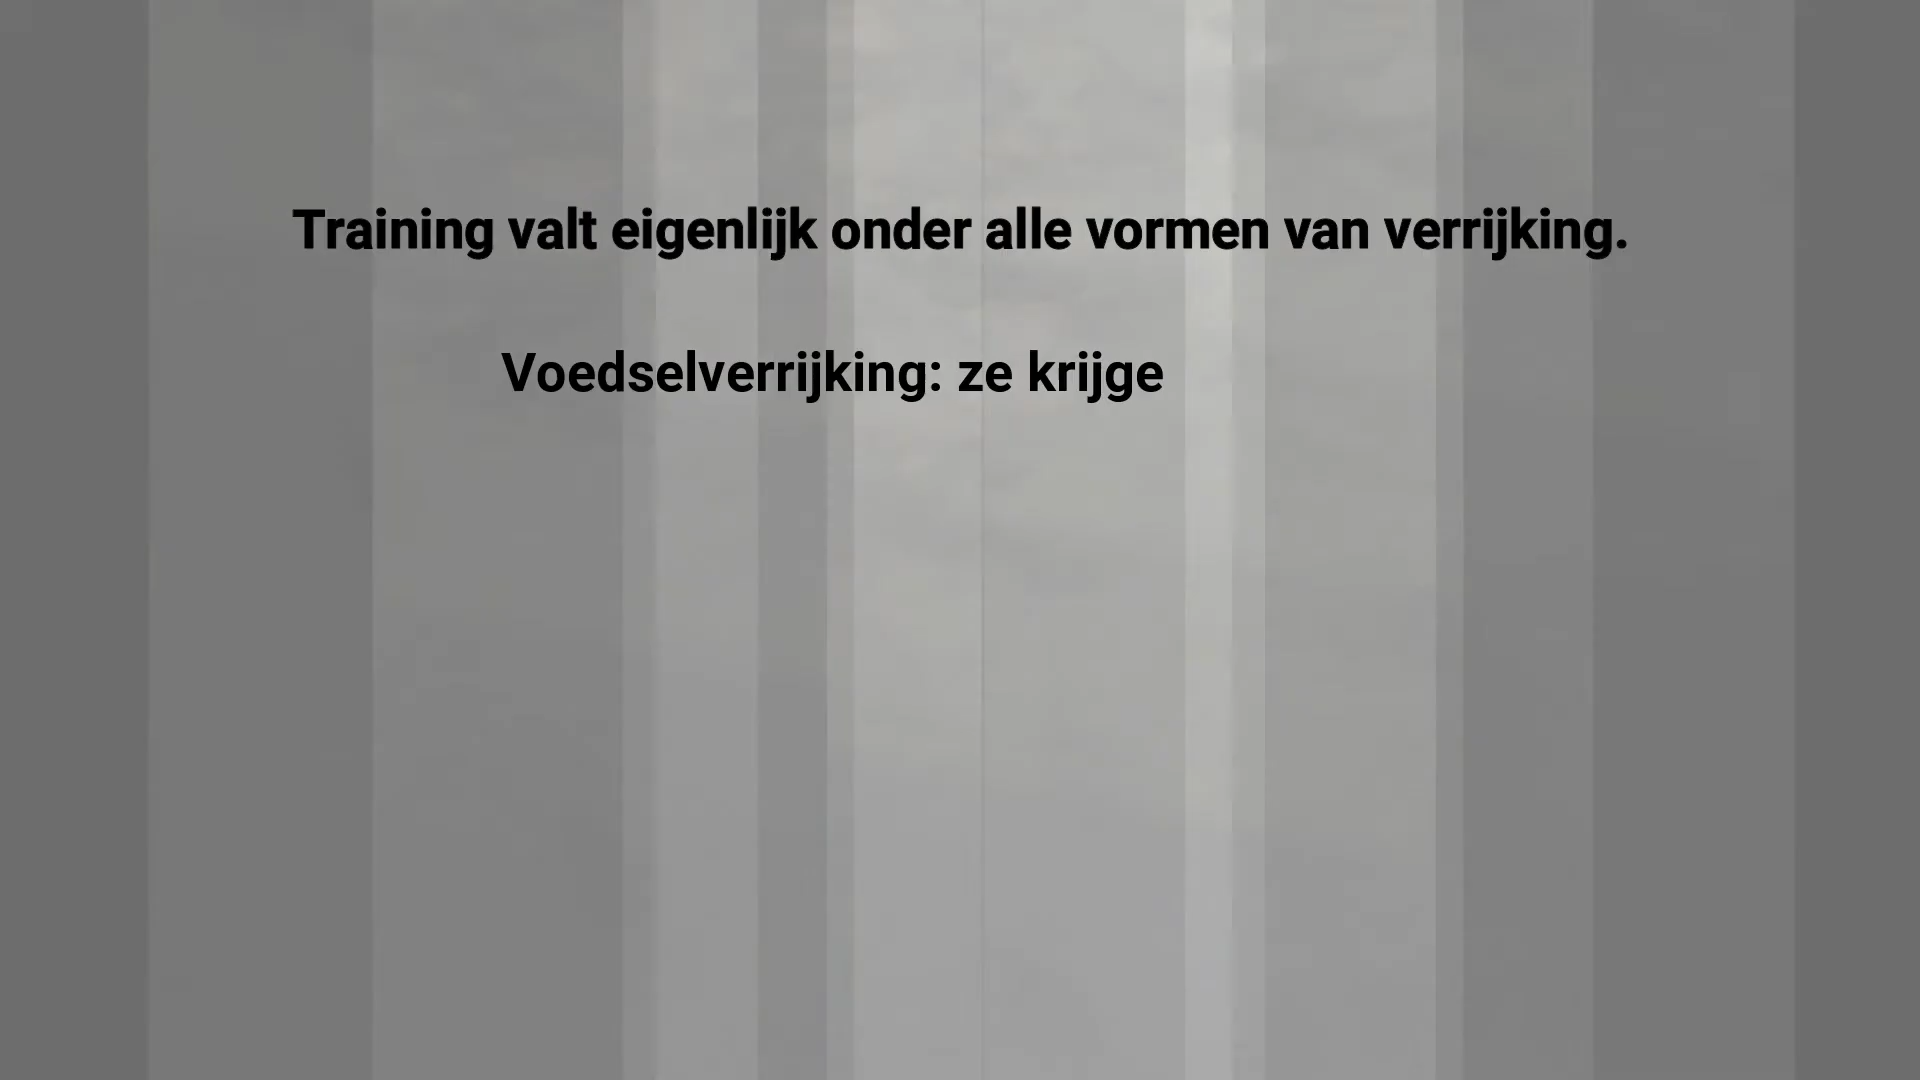 Training valt eigenlijk onder alle vormen van verrijking.
Voedselverrijking: ze krijge